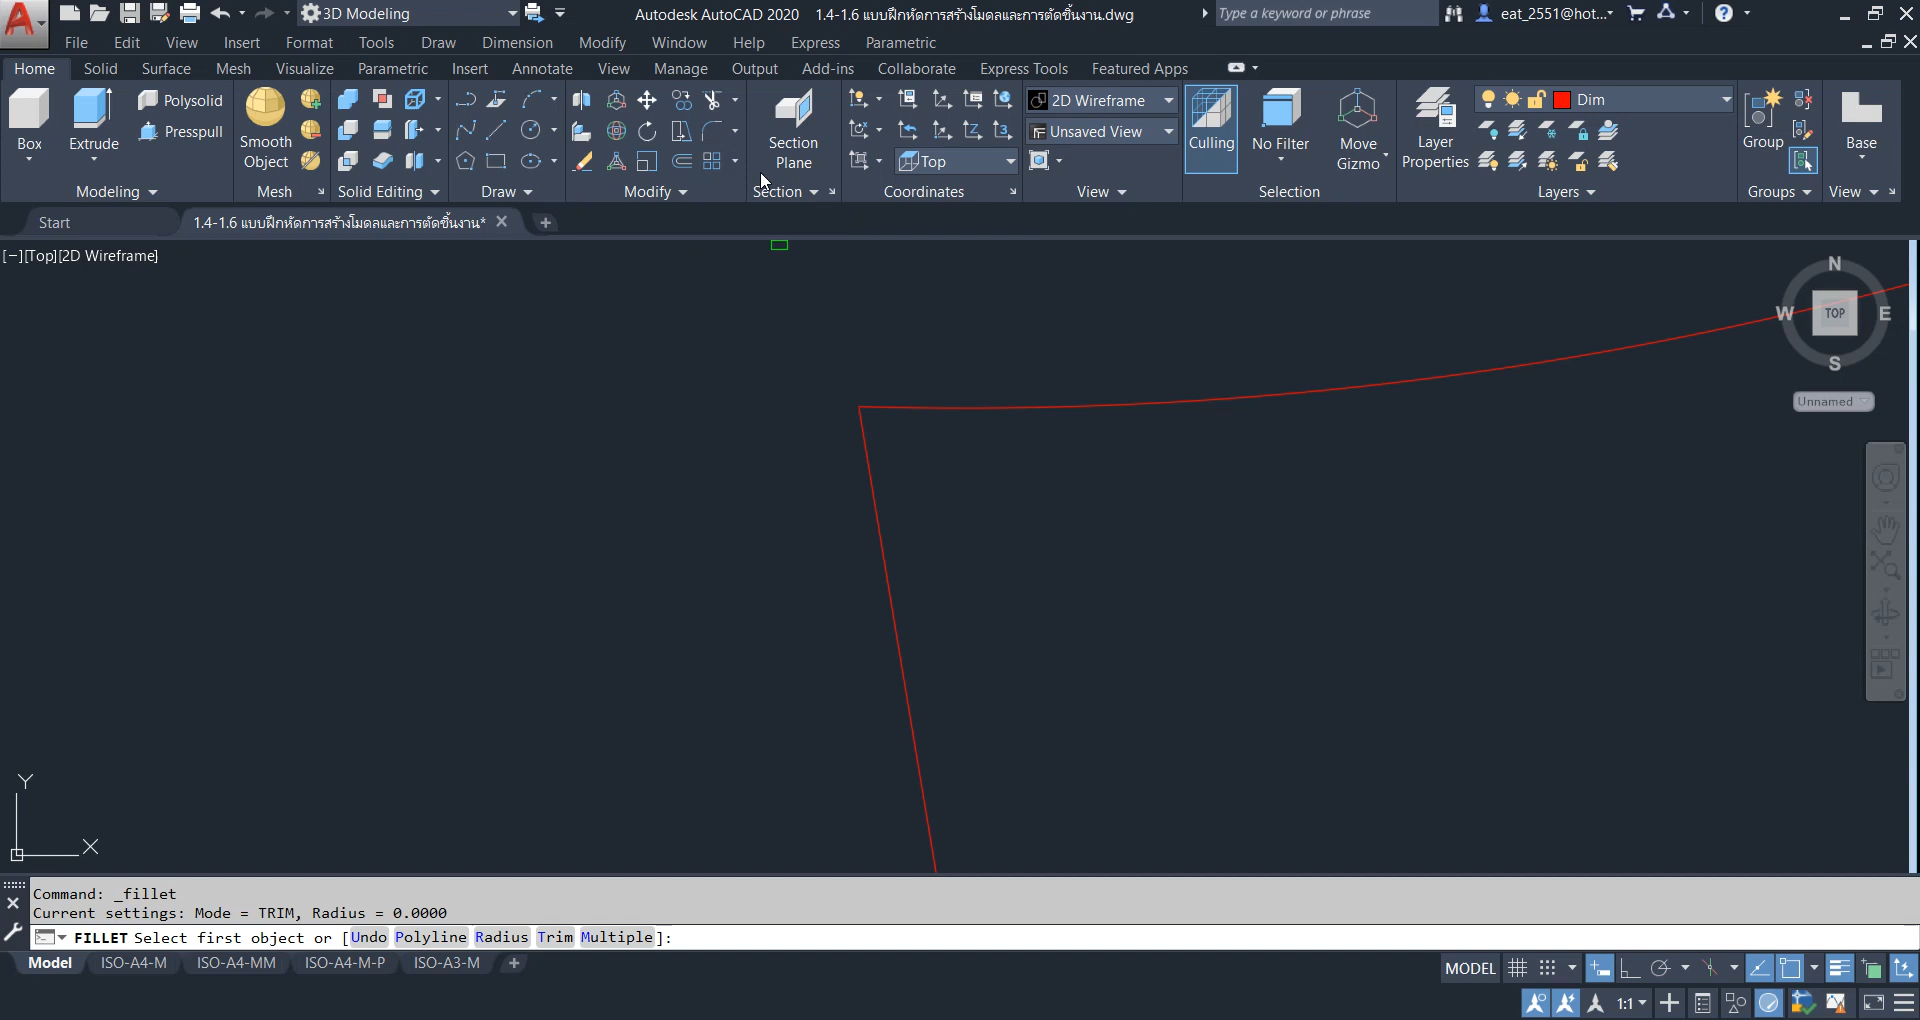 3D Modeling
Autodesk AutoCAD 2020 1.4-1.6 แบบฝึกหัดการสร้างโมดลและการตัดชิ้นงาน.dwg
Type a keyword or phrase
eat_2551@hot...
File Edit View Insert Format Tools Draw Dimension Modify Window Help Express Parametric
Home Solid Surface Mesh Visualize Parametric Insert Annotate View Manage Output Add-ins Collaborate Express Tools Featured Apps
Box
Extrude
Polysolid
Presspull
Smooth
Object
Section
Plane
Top
2D Wireframe
Unsaved View
Culling
No Filter
Move
Gizmo
Layer
Properties
Dim
Group
Base
Modeling Mesh Solid Editing Draw Modify Section Coordinates View Selection Layers Groups View
Start
1.4-1.6 แบบฝึกหัดการสร้างโมดลและการตัดชิ้นงาน*
[−][Top][2D Wireframe]
N
W TOP E
S
Unnamed
Y
X
Command: _fillet
Current settings: Mode = TRIM, Radius = 0.0000
FILLET Select first object or [Undo Polyline Radius Trim Multiple]:
Model ISO-A4-M ISO-A4-MM ISO-A4-M-P ISO-A3-M
MODEL
1:1